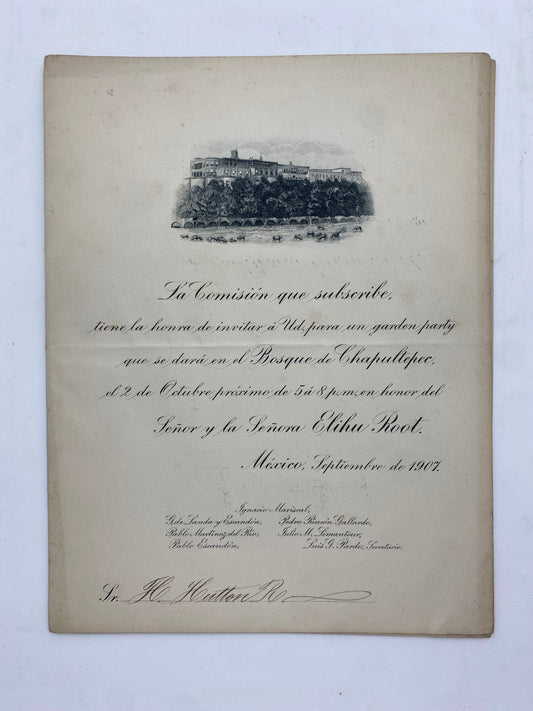 La Comisión que subscribe,
tiene la honra de invitar á Ud. para un garden party
que se dará en el Bosque de Chapultepec,
el 2 de Octubre próximo de 5 á 8 p.m. en honor del
Señor y la Señora Elihu Root.
México, Septiembre de 1907.
Ignacio Mariscal,
G. de Landa y Escandón, Pedro Rincón Gallardo,
Pablo Martínez del Río, Julio M. Limantour,
Pablo Escandón, Luis G. Pardo, Secretario.
Sr. H. Hutton R